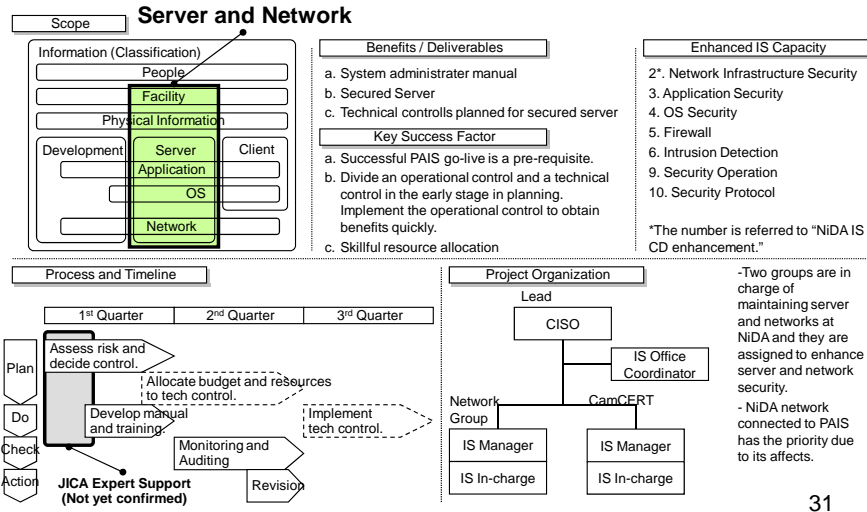 Server and Network
Scope
Information (Classification)
People
Facility
Physical Information
Development
Server
Client
Application
OS
Network
Benefits / Deliverables
a. System administrater manual
b. Secured Server
c. Technical controlls planned for secured server
Key Success Factor
a. Successful PAIS go-live is a pre-requisite.
b. Divide an operational control and a technical
control in the early stage in planning.
Implement the operational control to obtain
benefits quickly.
c. Skillful resource allocation
Enhanced IS Capacity
2*. Network Infrastructure Security
3. Application Security
4. OS Security
5. Firewall
6. Intrusion Detection
9. Security Operation
10. Security Protocol
*The number is referred to “NiDA IS
CD enhancement.”
Process and Timeline
1st Quarter
2nd Quarter
3rd Quarter
Plan
Do
Check
Action
Assess risk and
decide control.
Allocate budget and resources
to tech control.
Develop manual
and training.
Implement
tech control.
Monitoring and
Auditing
Revision
JICA Expert Support
(Not yet confirmed)
Project Organization
Lead
CISO
IS Office
Coordinator
Network
Group
CamCERT
IS Manager
IS In-charge
IS Manager
IS In-charge
-Two groups are in
charge of
maintaining server
and networks at
NiDA and they are
assigned to enhance
server and network
security.
- NiDA network
connected to PAIS
has the priority due
to its affects.
31